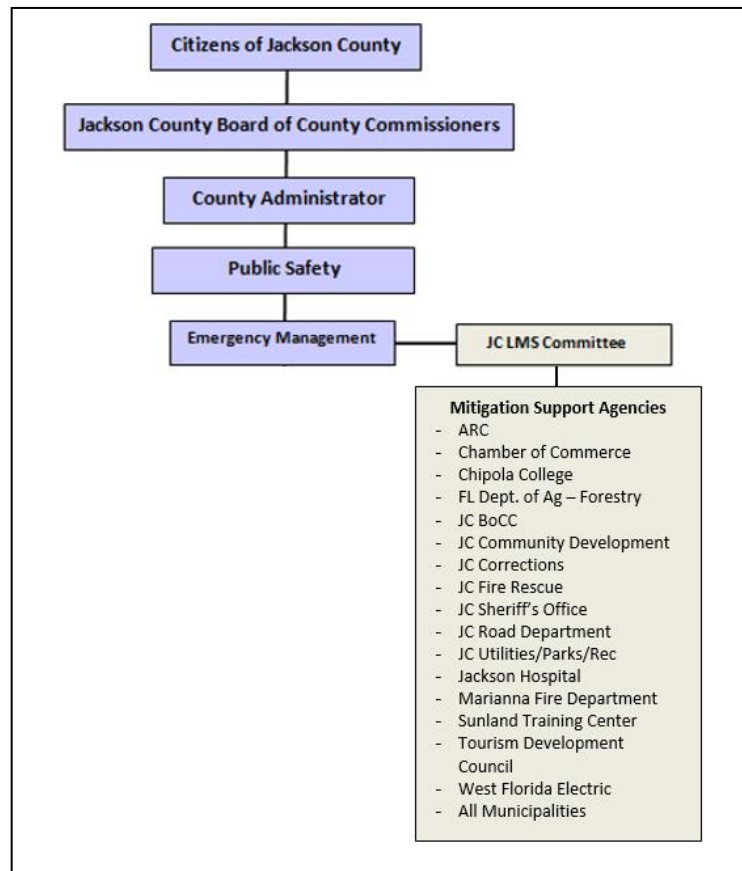 Citizens of Jackson County
Jackson County Board of County Commissioners
County Administrator
Public Safety
Emergency Management
JC LMS Committee
Mitigation Support Agencies
- ARC
- Chamber of Commerce
- Chipola College
- FL Dept. of Ag – Forestry
- JC BoCC
- JC Community Development
- JC Corrections
- JC Fire Rescue
- JC Sheriff’s Office
- JC Road Department
- JC Utilities/Parks/Rec
- Jackson Hospital
- Marianna Fire Department
- Sunland Training Center
- Tourism Development
Council
- West Florida Electric
- All Municipalities